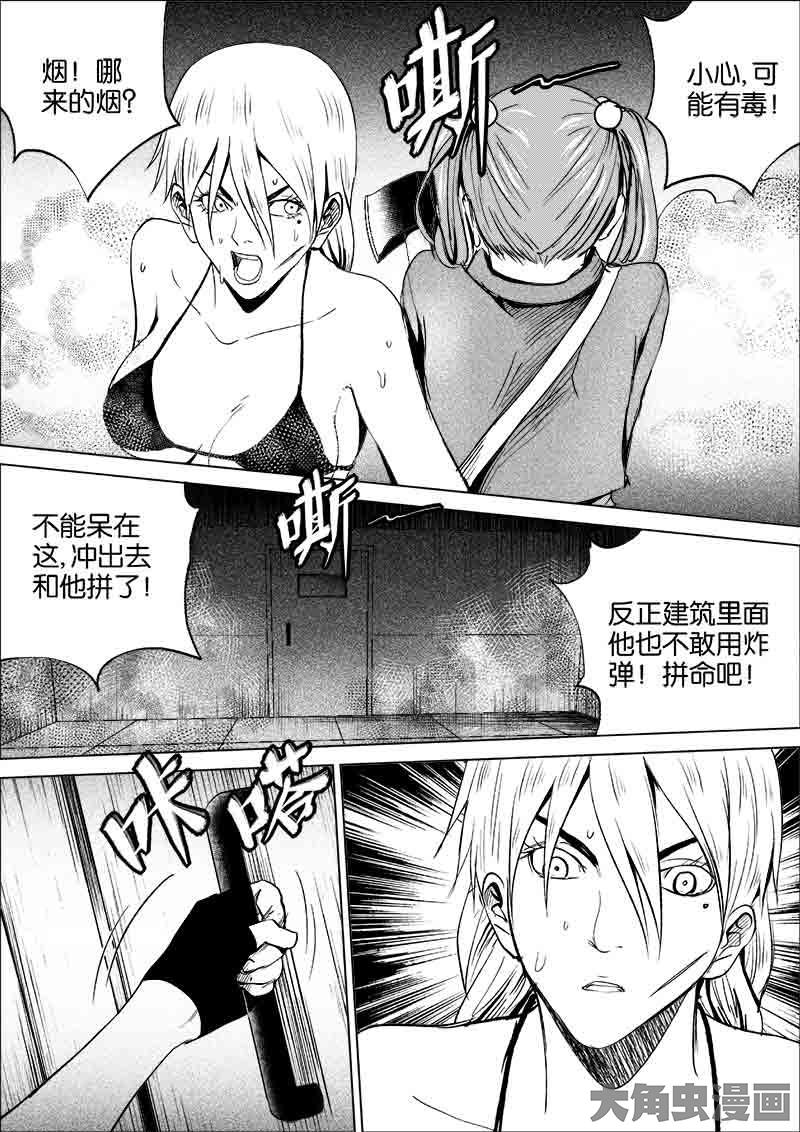 烟！哪
来的烟？
嘶
小心，可
能有毒！
嘶
不能呆在
这，冲出去
和他拼了！
反正建筑里面
他也不敢用炸
弹！拼命吧！
咔嗒
大角虫漫画